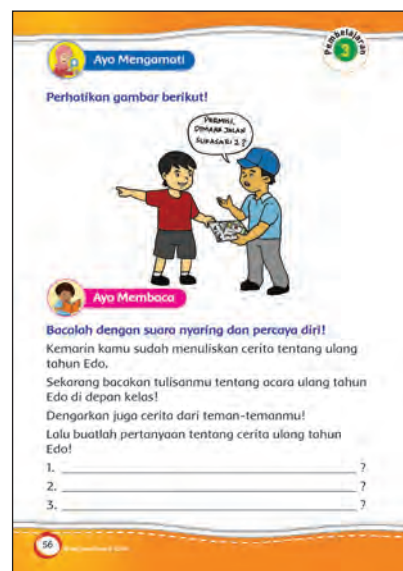 Pembelajaran
3
Ayo Mengamati
Perhatikan gambar berikut!
PERMISI,
DIMANA JALAN
SUKASARI 2?
Ayo Membaca
Bacalah dengan suara nyaring dan percaya diri!
Kemarin kamu sudah menuliskan cerita tentang ulang
tahun Edo.
Sekarang bacakan tulisanmu tentang acara ulang tahun
Edo di depan kelas!
Dengarkan juga cerita dari teman-temanmu!
Lalu buatlah pertanyaan tentang cerita ulang tahun
Edo!
1. ?
2. ?
3. ?
56